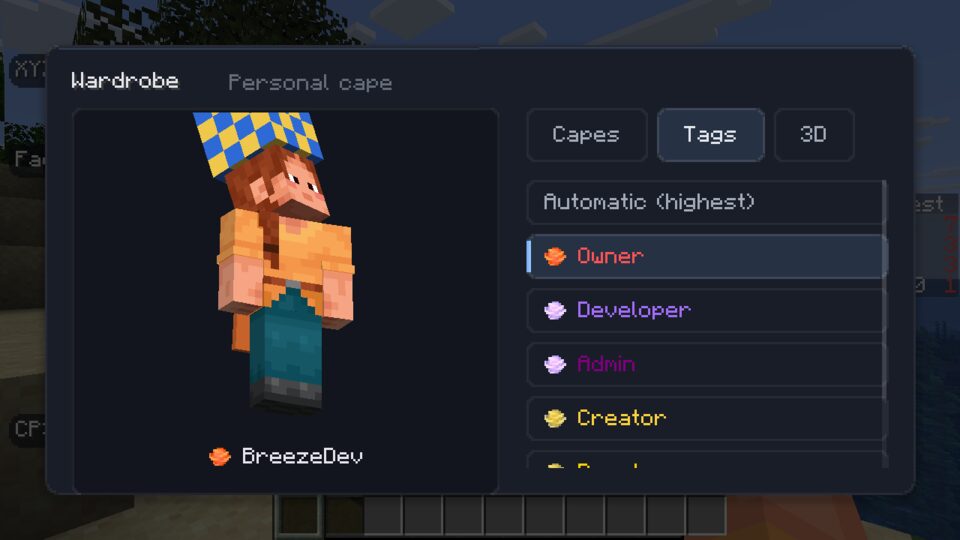 Wardrobe
Personal cape
Capes
Tags
3D
Automatic (highest)
Owner
Developer
Admin
Creator
BreezeDev